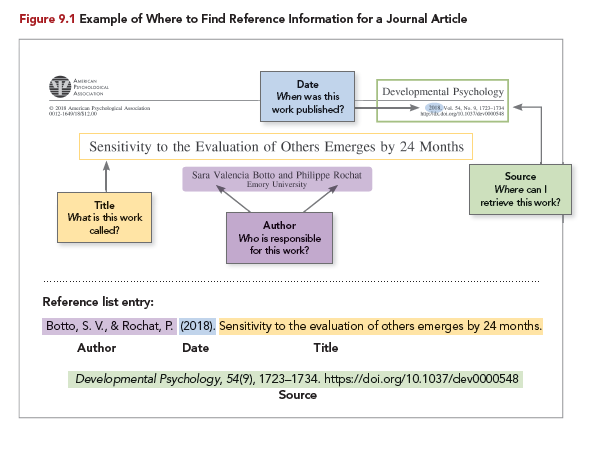 Figure 9.1 Example of Where to Find Reference Information for a Journal Article
AMERICAN
PSYCHOLOGICAL
ASSOCIATION
© 2018 American Psychological Association
0012-1649/18/$12.00
Date
When was this
work published?
Developmental Psychology
2018, Vol. 54, No. 9, 1723–1734
http://dx.doi.org/10.1037/dev0000548
Sensitivity to the Evaluation of Others Emerges by 24 Months
Sara Valencia Botto and Philippe Rochat
Emory University
Source
Where can I
retrieve this work?
Title
What is this work
called?
Author
Who is responsible
for this work?
Reference list entry:
Botto, S. V., & Rochat, P. (2018). Sensitivity to the evaluation of others emerges by 24 months.
Author Date Title
Developmental Psychology, 54(9), 1723–1734. https://doi.org/10.1037/dev0000548
Source